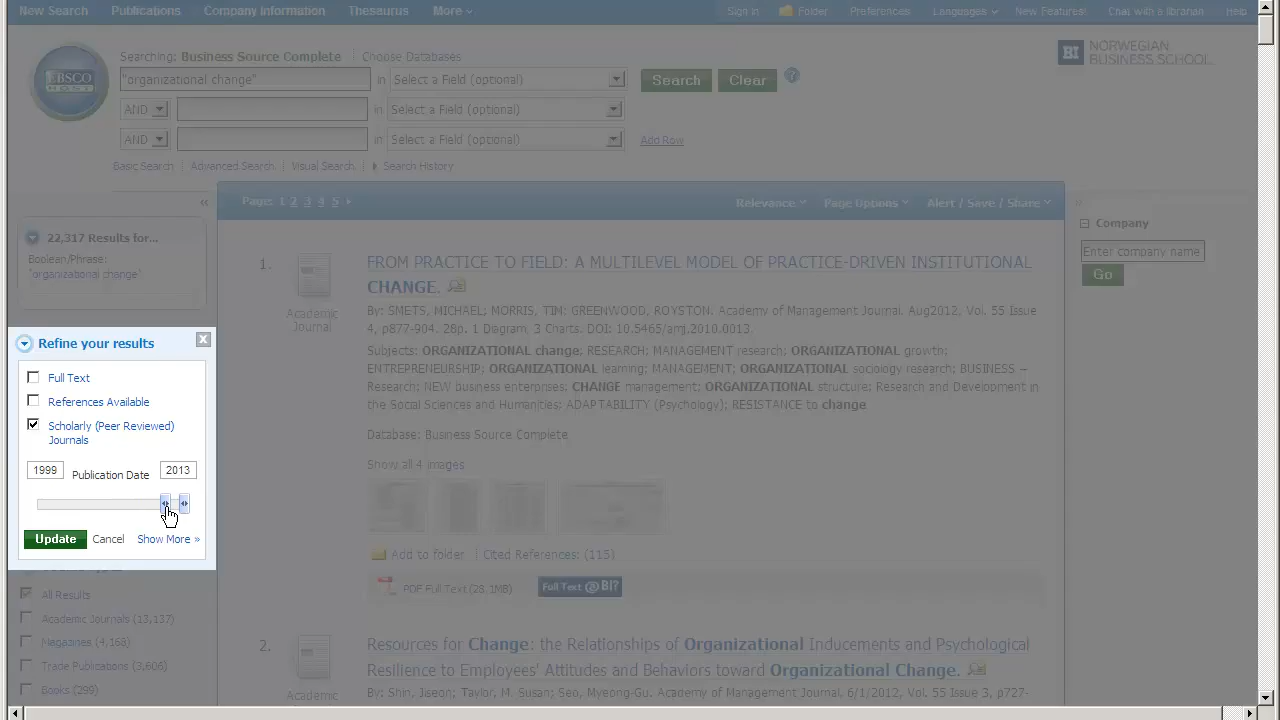 New Search Publications Company Information Thesaurus More Sign In Folder Preferences Languages New Features! Chat with a librarian Help
Searching: Business Source Complete | Choose Databases
"organizational change" in Select a Field (optional) Search Clear ?
AND in Select a Field (optional)
AND in Select a Field (optional) Add Row
Basic Search | Advanced Search | Visual Search | Search History
EBSCO
HOST
BI NORWEGIAN
BUSINESS SCHOOL
«
Page: 1 2 3 4 5 Relevance Page Options Alert / Save / Share
»
22,317 Results for...
Boolean/Phrase:
"organizational change"
Refine your results X
Full Text
References Available
Scholarly (Peer Reviewed)
Journals
1999 Publication Date 2013
Update Cancel Show More »
All Results
Academic Journals (13,137)
Magazines (4,168)
Trade Publications (3,606)
Books (299)
1.
Academic
Journal
FROM PRACTICE TO FIELD: A MULTILEVEL MODEL OF PRACTICE-DRIVEN INSTITUTIONAL
CHANGE.
By: SMETS, MICHAEL; MORRIS, TIM; GREENWOOD, ROYSTON. Academy of Management Journal. Aug2012, Vol. 55 Issue
4, p877-904. 28p. 1 Diagram, 3 Charts. DOI: 10.5465/amj.2010.0013.
Subjects: ORGANIZATIONAL change; RESEARCH; MANAGEMENT research; ORGANIZATIONAL growth;
ENTREPRENEURSHIP; ORGANIZATIONAL learning; MANAGEMENT; ORGANIZATIONAL sociology research; BUSINESS --
Research; NEW business enterprises; CHANGE management; ORGANIZATIONAL structure; Research and Development in
the Social Sciences and Humanities; ADAPTABILITY (Psychology); RESISTANCE to change
Database: Business Source Complete
Show all 4 images
Add to folder | Cited References: (115)
PDF Full Text (28.1MB) Full Text @BI?
2.
Academic
Resources for Change: the Relationships of Organizational Inducements and Psychological
Resilience to Employees' Attitudes and Behaviors toward Organizational Change.
By: Shin, Jiseon; Taylor, M. Susan; Seo, Myeong-Gu. Academy of Management Journal, 6/1/2012, Vol. 55 Issue 3, p727-
Company
Enter company name
Go